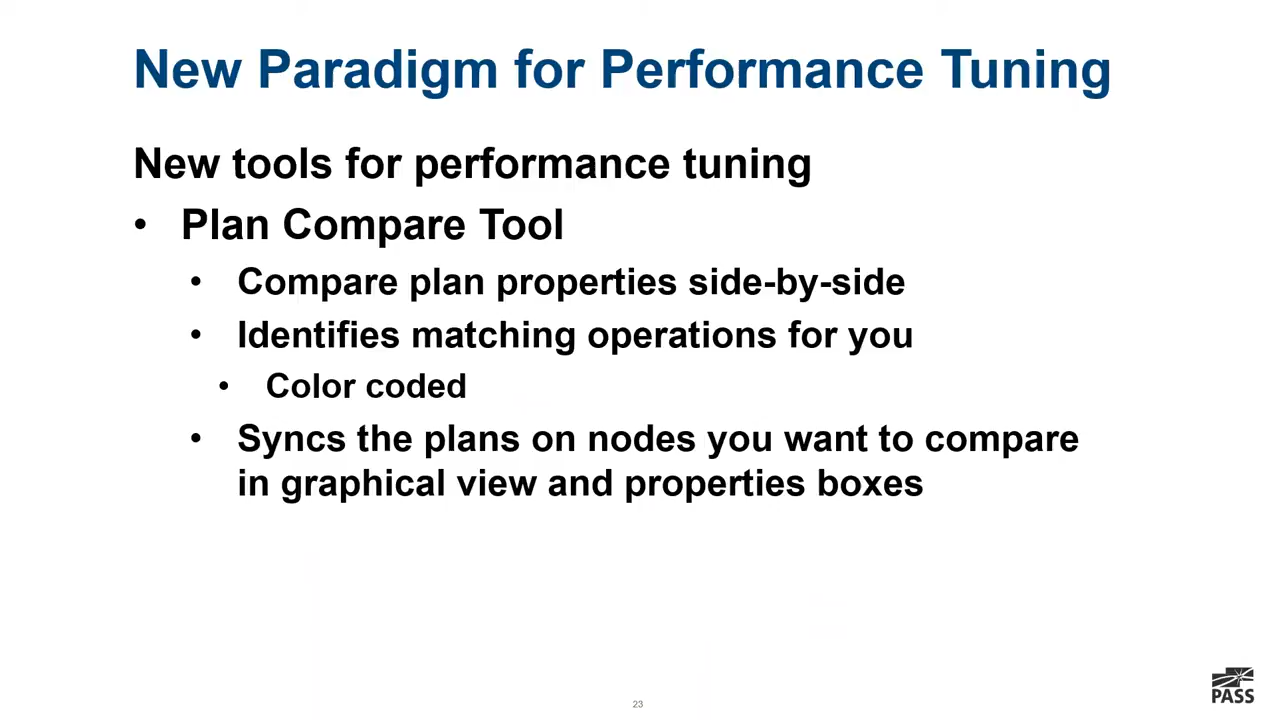 New Paradigm for Performance Tuning
New tools for performance tuning
• Plan Compare Tool
• Compare plan properties side-by-side
• Identifies matching operations for you
• Color coded
• Syncs the plans on nodes you want to compare
in graphical view and properties boxes
23
PASS